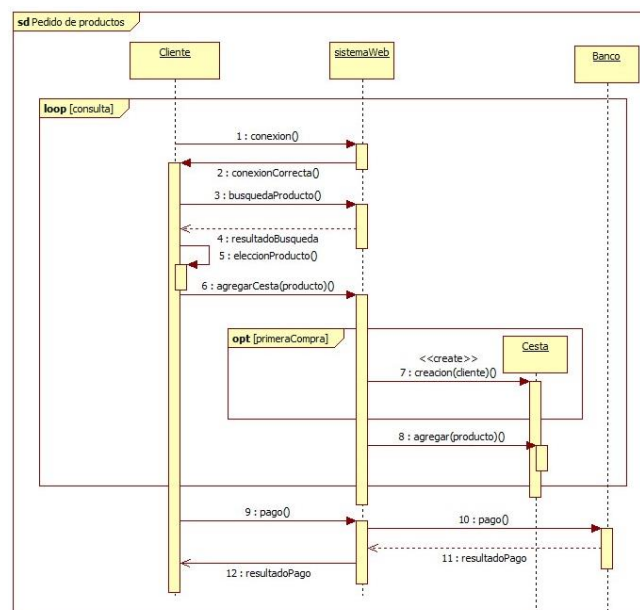 sd Pedido de productos
Cliente
sistemaWeb
Banco
loop [consulta]
1 : conexion()
2 : conexionCorrecta()
3 : busquedaProducto()
4 : resultadoBusqueda
5 : eleccionProducto()
6 : agregarCesta(producto)()
opt [primeraCompra]
Cesta
<<create>>
7 : creacion(cliente)()
8 : agregar(producto)()
9 : pago()
10 : pago()
11 : resultadoPago
12 : resultadoPago